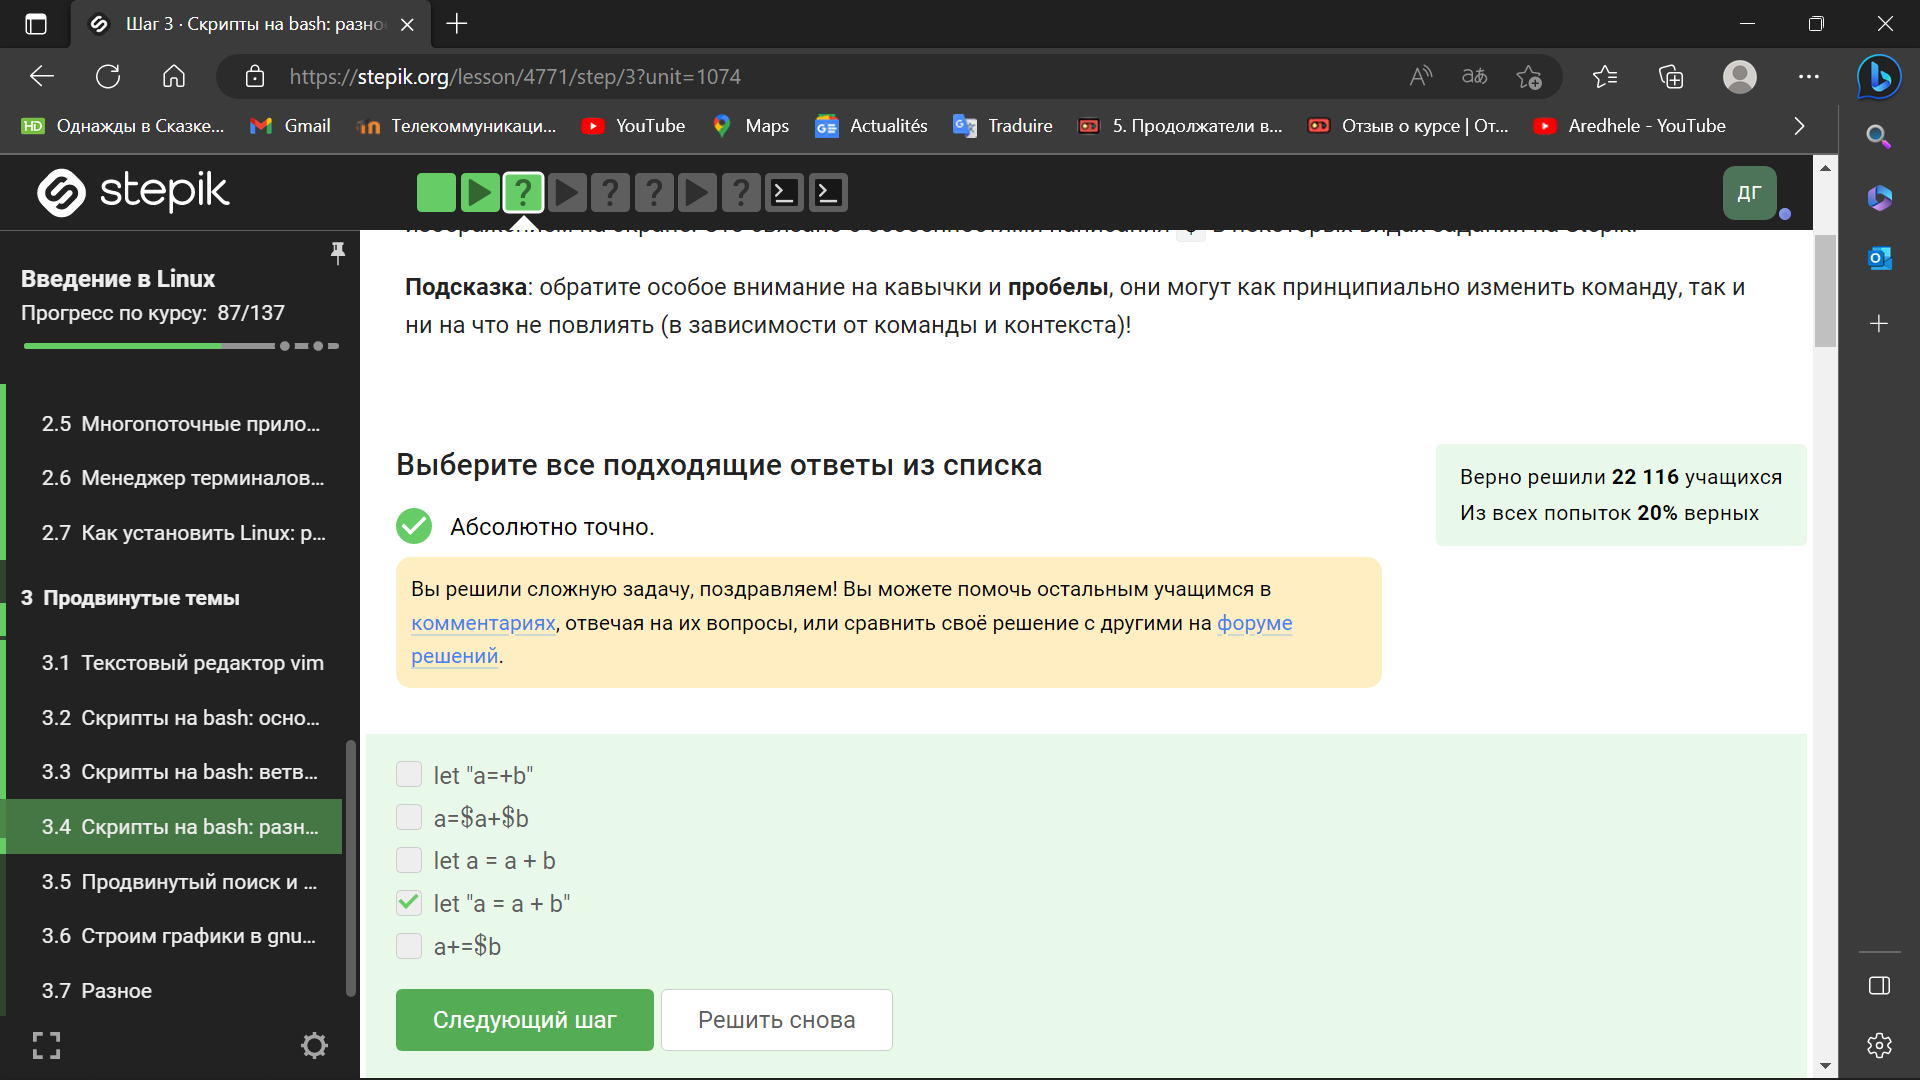 Шаг 3 · Скрипты на bash: разно
https://stepik.org/lesson/4771/step/3?unit=1074
Однажды в Сказке...
Gmail
Телекоммуникаци...
YouTube
Maps
Actualités
Traduire
5. Продолжатели в...
Отзыв о курсе | От...
Aredhele - YouTube
stepik
ДГ
Введение в Linux
Прогресс по курсу: 87/137
2.5 Многопоточные прило...
2.6 Менеджер терминалов...
2.7 Как установить Linux: р...
3 Продвинутые темы
3.1 Текстовый редактор vim
3.2 Скрипты на bash: осно...
3.3 Скрипты на bash: ветв...
3.4 Скрипты на bash: разн...
3.5 Продвинутый поиск и ...
3.6 Строим графики в gnu...
3.7 Разное
Подсказка: обратите особое внимание на кавычки и пробелы, они могут как принципиально изменить команду, так и
ни на что не повлиять (в зависимости от команды и контекста)!
Выберите все подходящие ответы из списка
Верно решили 22 116 учащихся
Из всех попыток 20% верных
Абсолютно точно.
Вы решили сложную задачу, поздравляем! Вы можете помочь остальным учащимся в
комментариях, отвечая на их вопросы, или сравнить своё решение с другими на форуме
решений.
let "a=+b"
a=$a+$b
let a = a + b
let "a = a + b"
a+=$b
Следующий шаг
Решить снова